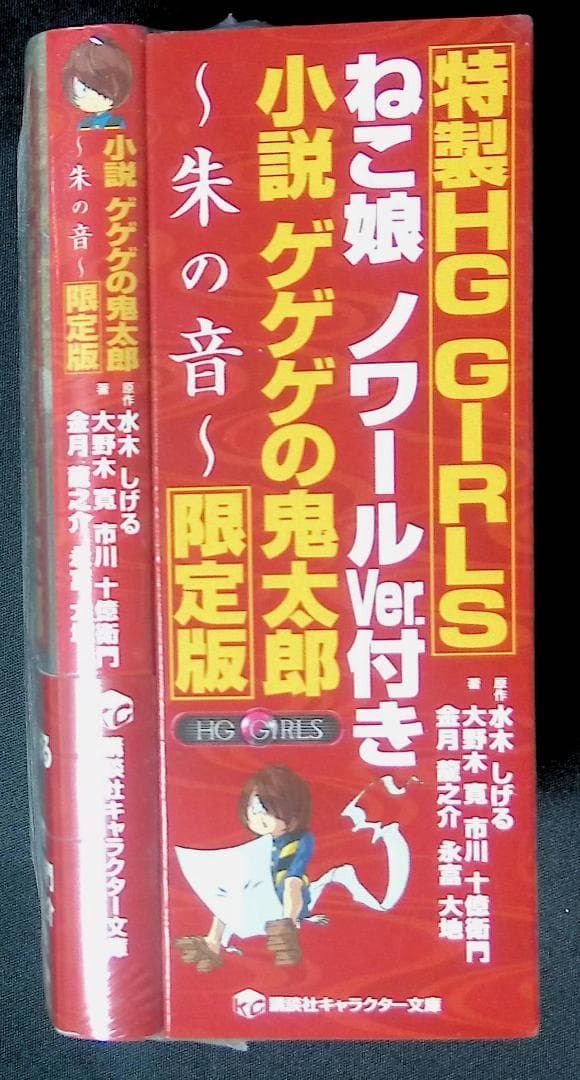 特製HG GIRLS
ねこ娘 ノワールVer.付き
小説 ゲゲゲの鬼太郎
〜朱の音〜 限定版
HG GIRLS
原作 水木 しげる
著 大野木 寛 市川 十億衛門
金月 龍之介 永富 大地
KC 講談社キャラクター文庫
小説 ゲゲゲの鬼太郎
〜朱の音〜 限定版
原作 水木 しげる
著 大野木 寛 市川 十億衛門
金月 龍之介 永富 大地
KC 講談社キャラクター文庫